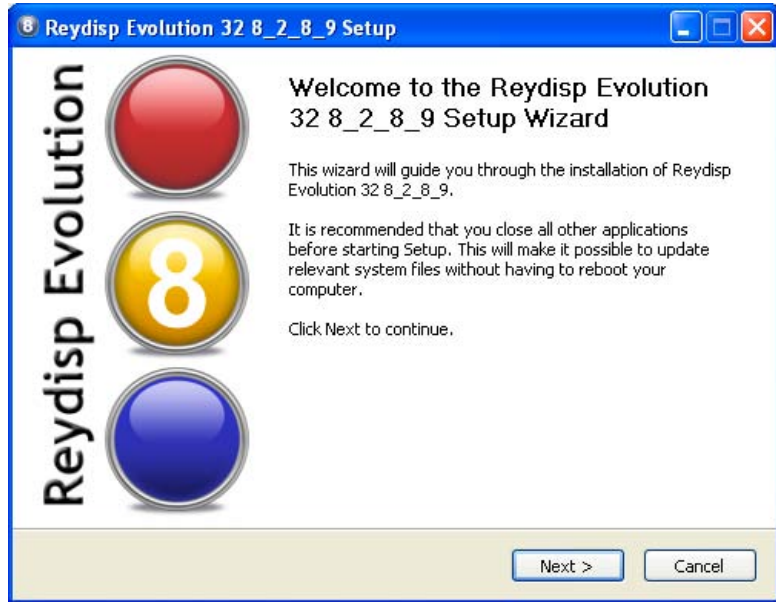 8 Reydisp Evolution 32 8_2_8_9 Setup
Reydisp Evolution
8
Welcome to the Reydisp Evolution
32 8_2_8_9 Setup Wizard
This wizard will guide you through the installation of Reydisp
Evolution 32 8_2_8_9.
It is recommended that you close all other applications
before starting Setup. This will make it possible to update
relevant system files without having to reboot your
computer.
Click Next to continue.
Next >
Cancel